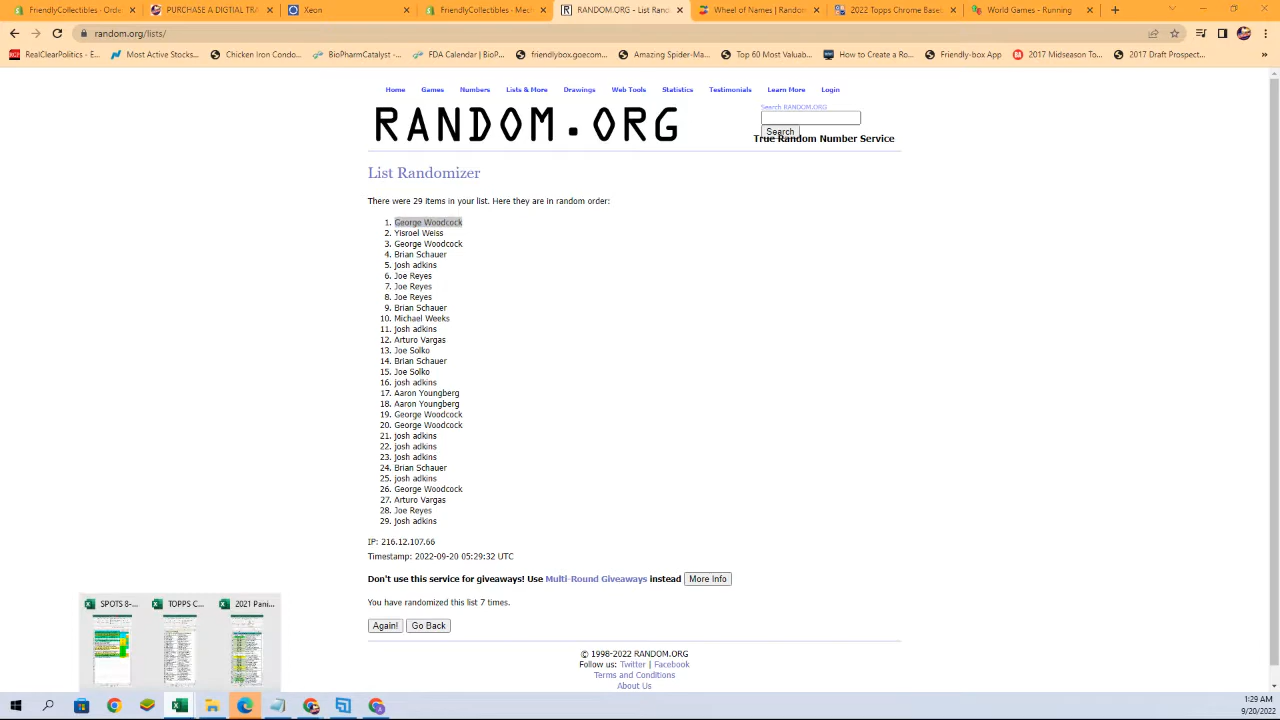 FriendlyCollectibles · Orde
PURCHASE A DIGTIAL TRA
Xeon
FriendlyCollectibles · Mec
RANDOM.ORG - List Rand
Wheel of Names | Random
2022 Topps Chrome Baseb
World Games - Running
random.org/lists/
RealClearPolitics - E...
Most Active Stocks...
Chicken Iron Condo...
BioPharmCatalyst -...
FDA Calendar | BioP...
friendlybox.goecom...
Amazing Spider-Ma...
Top 60 Most Valuab...
How to Create a Ro...
Friendly-box App
2017 Midseason To...
2017 Draft Prospect...
Home Games Numbers Lists & More Drawings Web Tools Statistics Testimonials Learn More Login
RANDOM.ORG
Search RANDOM.ORG
Search
True Random Number Service
List Randomizer
There were 29 items in your list. Here they are in random order:
1. George Woodcock
2. Yisroel Weiss
3. George Woodcock
4. Brian Schauer
5. josh adkins
6. Joe Reyes
7. Joe Reyes
8. Joe Reyes
9. Brian Schauer
10. Michael Weeks
11. josh adkins
12. Arturo Vargas
13. Joe Solko
14. Brian Schauer
15. Joe Solko
16. josh adkins
17. Aaron Youngberg
18. Aaron Youngberg
19. George Woodcock
20. George Woodcock
21. josh adkins
22. josh adkins
23. josh adkins
24. Brian Schauer
25. josh adkins
26. George Woodcock
27. Arturo Vargas
28. Joe Reyes
29. josh adkins
IP: 216.12.107.66
Timestamp: 2022-09-20 05:29:32 UTC
Don't use this service for giveaways! Use Multi-Round Giveaways instead More Info
You have randomized this list 7 times.
Again! Go Back
© 1998-2022 RANDOM.ORG
Follow us: Twitter | Facebook
Terms and Conditions
About Us
SPOTS 8-...
TOPPS C...
2021 Pani...
1:29 AM
9/20/2022